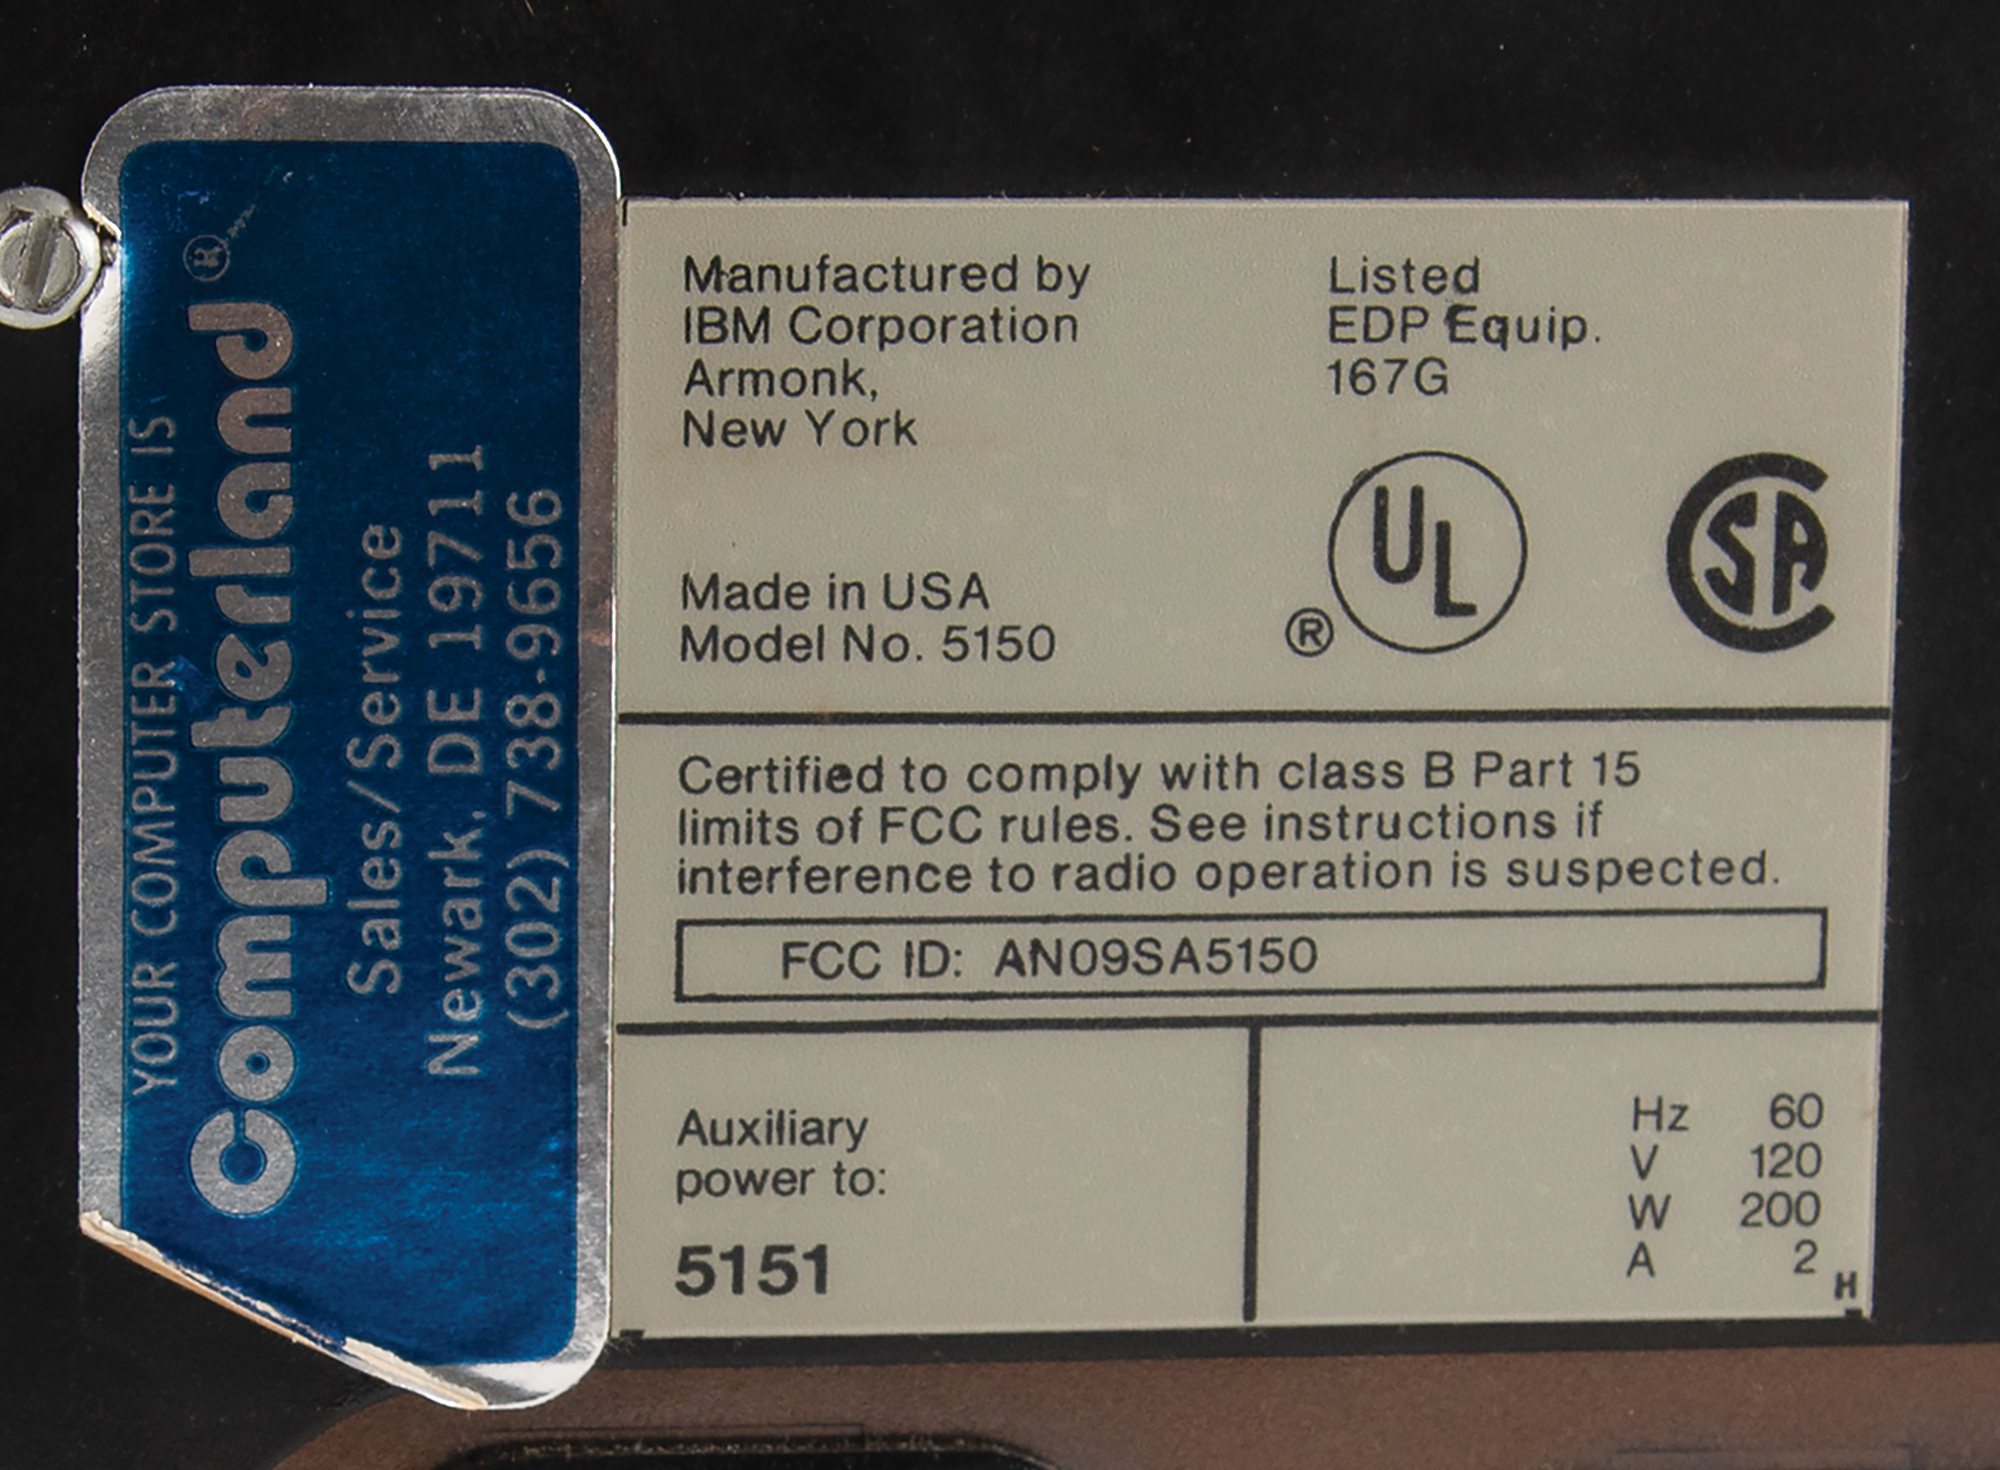 YOUR COMPUTER STORE IS
Computerland®
Sales/Service
Newark, DE 19711
(302) 738-9656
Manufactured by
IBM Corporation
Armonk,
New York
Made in USA
Model No. 5150
Listed
EDP Equip.
167G
UL
®
SA
Certified to comply with class B Part 15
limits of FCC rules. See instructions if
interference to radio operation is suspected.
FCC ID: AN09SA5150
Auxiliary
power to:
5151
Hz 60
V 120
W 200
A 2
H